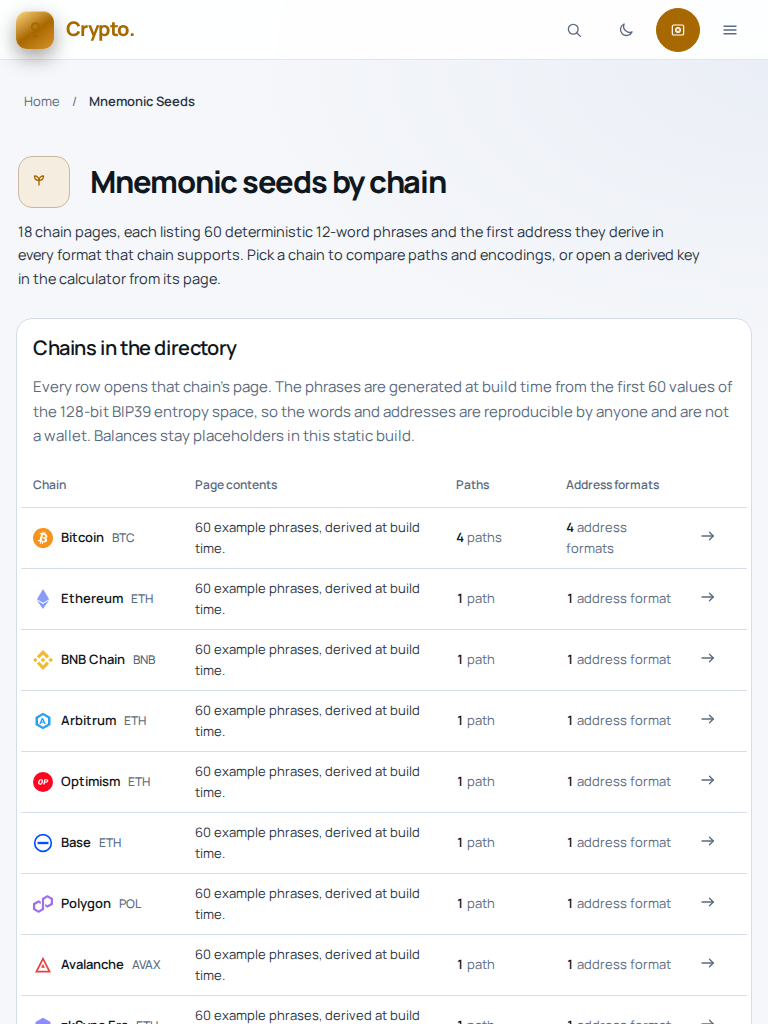 Crypto.
Home / Mnemonic Seeds
Mnemonic seeds by chain
18 chain pages, each listing 60 deterministic 12-word phrases and the first address they derive in
every format that chain supports. Pick a chain to compare paths and encodings, or open a derived key
in the calculator from its page.
Chains in the directory
Every row opens that chain's page. The phrases are generated at build time from the first 60 values of
the 128-bit BIP39 entropy space, so the words and addresses are reproducible by anyone and are not
a wallet. Balances stay placeholders in this static build.
Chain Page contents Paths Address formats
Bitcoin BTC 60 example phrases, derived at build time. 4 paths 4 address formats
Ethereum ETH 60 example phrases, derived at build time. 1 path 1 address format
BNB Chain BNB 60 example phrases, derived at build time. 1 path 1 address format
Arbitrum ETH 60 example phrases, derived at build time. 1 path 1 address format
OP
Optimism ETH 60 example phrases, derived at build time. 1 path 1 address format
Base ETH 60 example phrases, derived at build time. 1 path 1 address format
Polygon POL 60 example phrases, derived at build time. 1 path 1 address format
Avalanche AVAX 60 example phrases, derived at build time. 1 path 1 address format
60 example phrases, derived at build